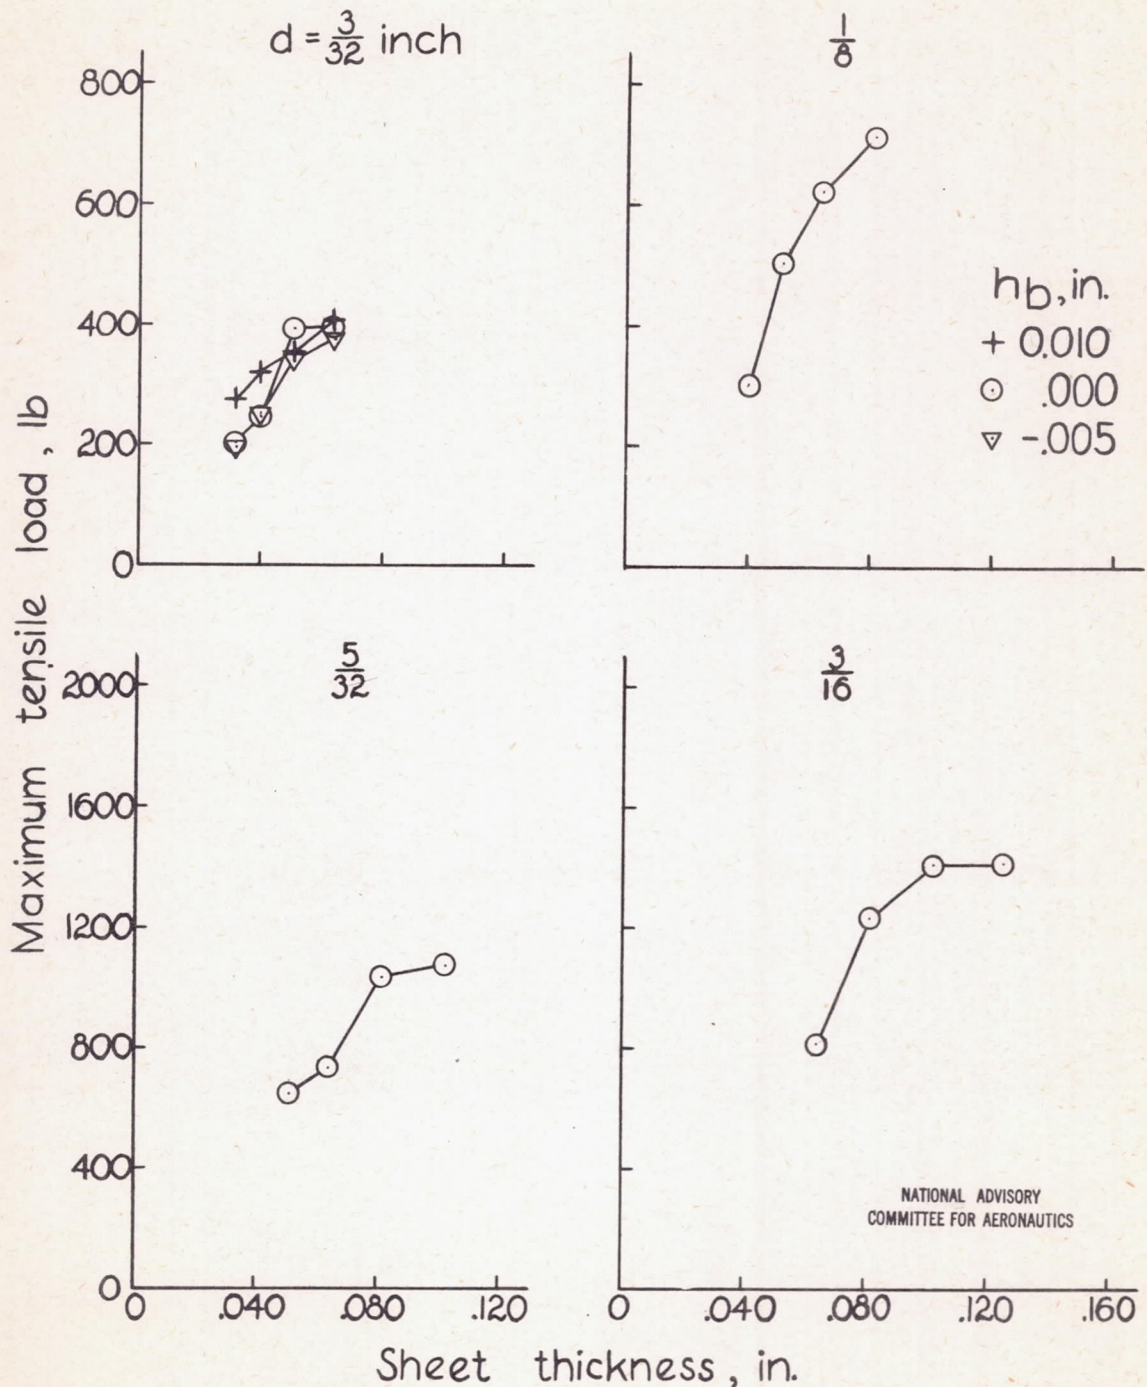 d = 3/32 inch
1/8
800
600
400
200
0
hb, in.
+ 0.010
⊙ .000
▽ -.005
Maximum tensile load, lb
5/32
3/16
2000
1600
1200
800
400
0
NATIONAL ADVISORY
COMMITTEE FOR AERONAUTICS
0 .040 .080 .120
0 .040 .080 .120 .160
Sheet thickness, in.